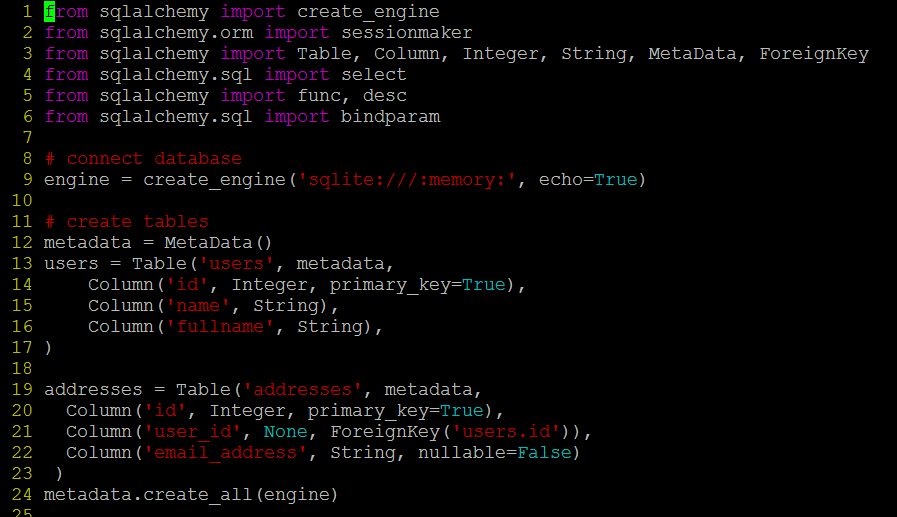 1 from sqlalchemy import create_engine
2 from sqlalchemy.orm import sessionmaker
3 from sqlalchemy import Table, Column, Integer, String, MetaData, ForeignKey
4 from sqlalchemy.sql import select
5 from sqlalchemy import func, desc
6 from sqlalchemy.sql import bindparam
7
8 # connect database
9 engine = create_engine('sqlite:///:memory:', echo=True)
10
11 # create tables
12 metadata = MetaData()
13 users = Table('users', metadata,
14     Column('id', Integer, primary_key=True),
15     Column('name', String),
16     Column('fullname', String),
17 )
18
19 addresses = Table('addresses', metadata,
20   Column('id', Integer, primary_key=True),
21   Column('user_id', None, ForeignKey('users.id')),
22   Column('email_address', String, nullable=False)
23  )
24 metadata.create_all(engine)
25